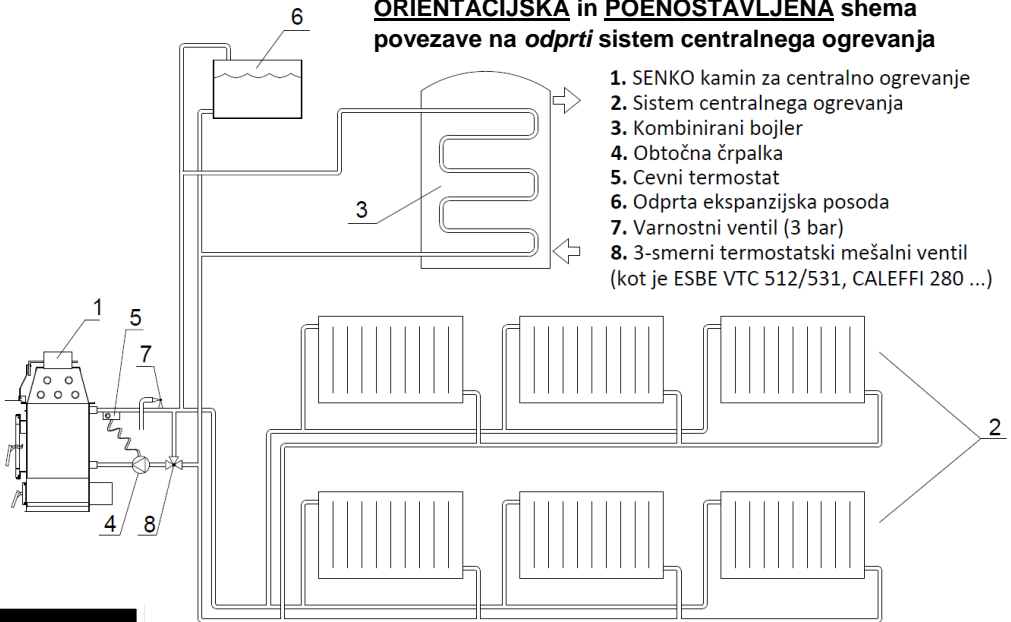 ORIENTACIJSKA in POENOSTAVLJENA shema
povezave na odprti sistem centralnega ogrevanja
6
1. SENKO kamin za centralno ogrevanje
2. Sistem centralnega ogrevanja
3. Kombinirani bojler
4. Obtočna črpalka
5. Cevni termostat
6. Odprta ekspanzijska posoda
7. Varnostni ventil (3 bar)
8. 3-smerni termostatski mešalni ventil
(kot je ESBE VTC 512/531, CALEFFI 280 ...)
3
1
5
7
2
4
8